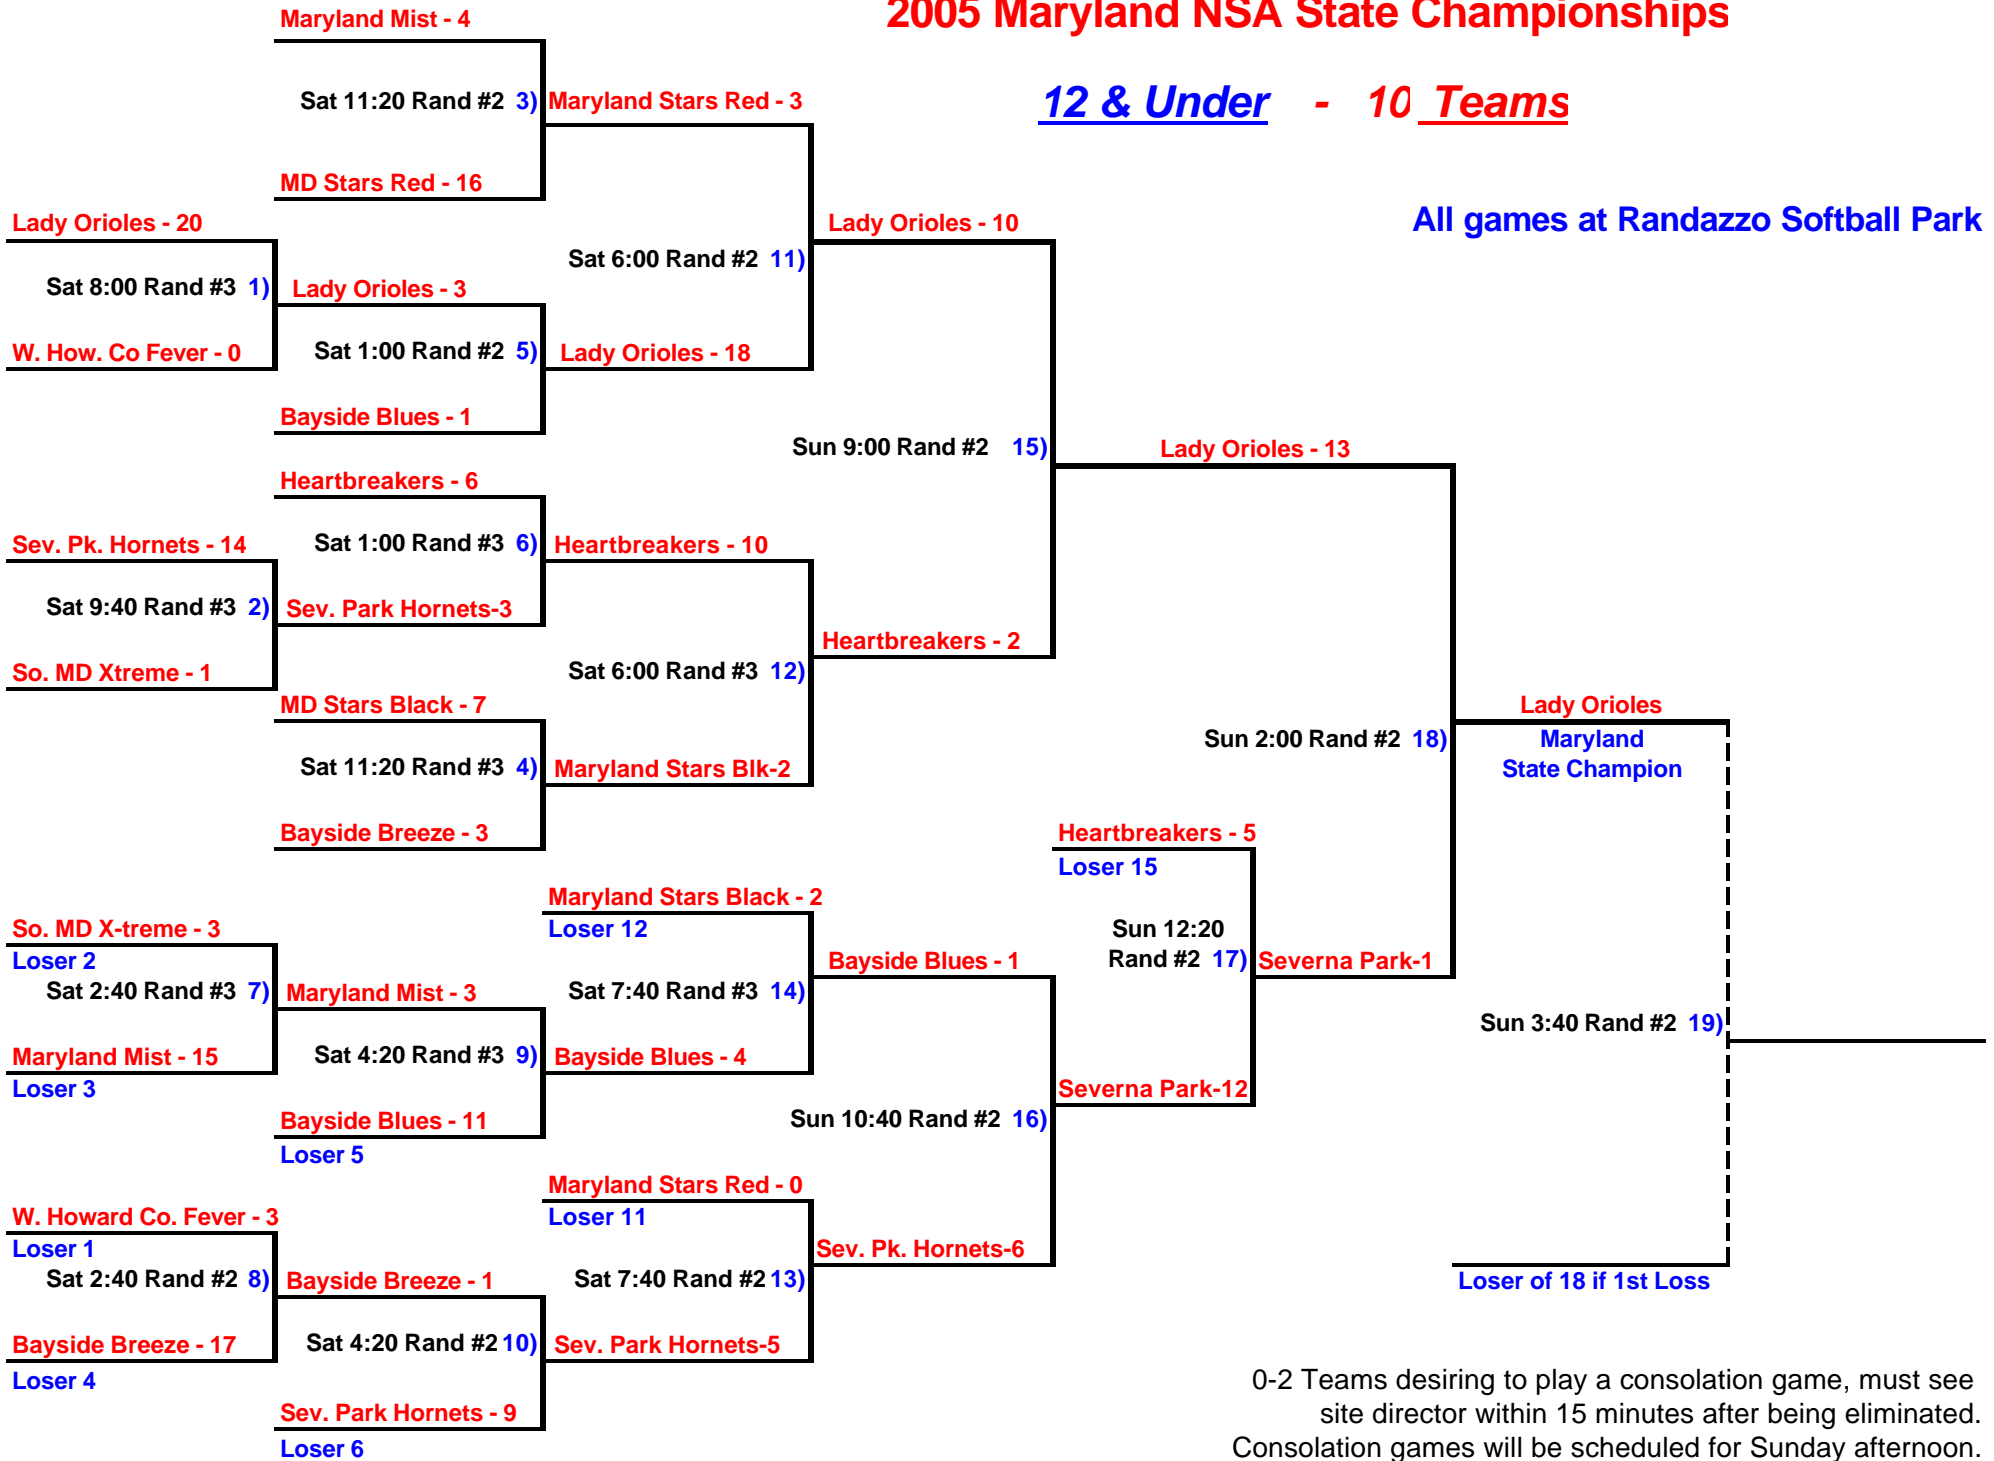 2005 Maryland NSA State Championships
12 & Under - 10 Teams
All games at Randazzo Softball Park
Maryland Mist - 4
Sat 11:20 Rand #2 3)
Maryland Stars Red - 3
MD Stars Red - 16
Lady Orioles - 20
Sat 8:00 Rand #3 1)
Lady Orioles - 3
W. How. Co Fever - 0
Sat 1:00 Rand #2 5)
Lady Orioles - 18
Bayside Blues - 1
Sat 6:00 Rand #2 11)
Lady Orioles - 10
Heartbreakers - 6
Sev. Pk. Hornets - 14
Sat 1:00 Rand #3 6)
Heartbreakers - 10
Sat 9:40 Rand #3 2)
Sev. Park Hornets-3
So. MD Xtreme - 1
Sat 6:00 Rand #3 12)
Heartbreakers - 2
MD Stars Black - 7
Sat 11:20 Rand #3 4)
Maryland Stars Blk-2
Bayside Breeze - 3
Sun 9:00 Rand #2 15)
Lady Orioles - 13
Sun 2:00 Rand #2 18)
Lady Orioles
Maryland
State Champion
Heartbreakers - 5
Loser 15
Sun 12:20
Rand #2 17)
Severna Park-1
Maryland Stars Black - 2
Loser 12
So. MD X-treme - 3
Loser 2
Sat 2:40 Rand #3 7)
Maryland Mist - 3
Maryland Mist - 15
Loser 3
Sat 4:20 Rand #3 9)
Bayside Blues - 4
Sat 7:40 Rand #3 14)
Bayside Blues - 1
Bayside Blues - 11
Loser 5
Sun 10:40 Rand #2 16)
Severna Park-12
Sun 3:40 Rand #2 19)
Maryland Stars Red - 0
Loser 11
W. Howard Co. Fever - 3
Loser 1
Sat 2:40 Rand #2 8)
Bayside Breeze - 1
Sat 7:40 Rand #2 13)
Sev. Pk. Hornets-6
Bayside Breeze - 17
Loser 4
Sat 4:20 Rand #2 10)
Sev. Park Hornets-5
Sev. Park Hornets - 9
Loser 6
Loser of 18 if 1st Loss
0-2 Teams desiring to play a consolation game, must see
site director within 15 minutes after being eliminated.
Consolation games will be scheduled for Sunday afternoon.